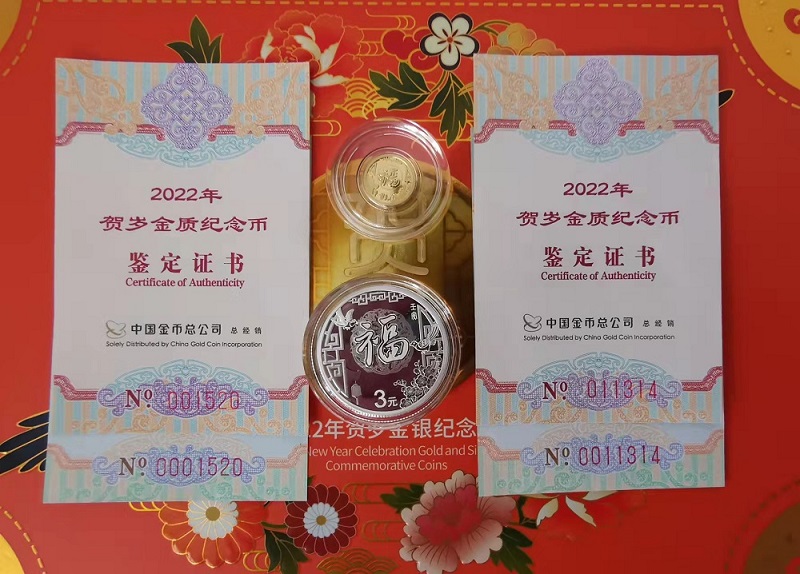 2022年
贺岁金质纪念币
鉴定证书
Certificate of Authenticity
中国金币总公司 总经销
Solely Distributed by China Gold Coin Incorporation
Nº 001520
Nº 0001520
福
壬寅
3元
2年贺岁金银纪念
New Year Celebration Gold and Si
Commemorative Coins
2022年
贺岁金质纪念币
鉴定证书
Certificate of Authenticity
中国金币总公司 总经销
Solely Distributed by China Gold Coin Incorporation
Nº 011314
Nº 0011314